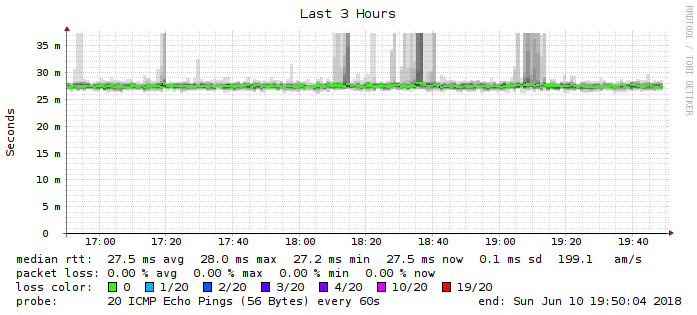 Last 3 Hours
RRDTOOL / TOBI OETIKER
Seconds
35 m
30 m
25 m
20 m
15 m
10 m
5 m
0
17:00 17:20 17:40 18:00 18:20 18:40 19:00 19:20 19:40
median rtt: 27.5 ms avg 28.0 ms max 27.2 ms min 27.5 ms now 0.1 ms sd 199.1 am/s
packet loss: 0.00 % avg 0.00 % max 0.00 % min 0.00 % now
loss color: 0 1/20 2/20 3/20 4/20 10/20 19/20
probe: 20 ICMP Echo Pings (56 Bytes) every 60s end: Sun Jun 10 19:50:04 2018